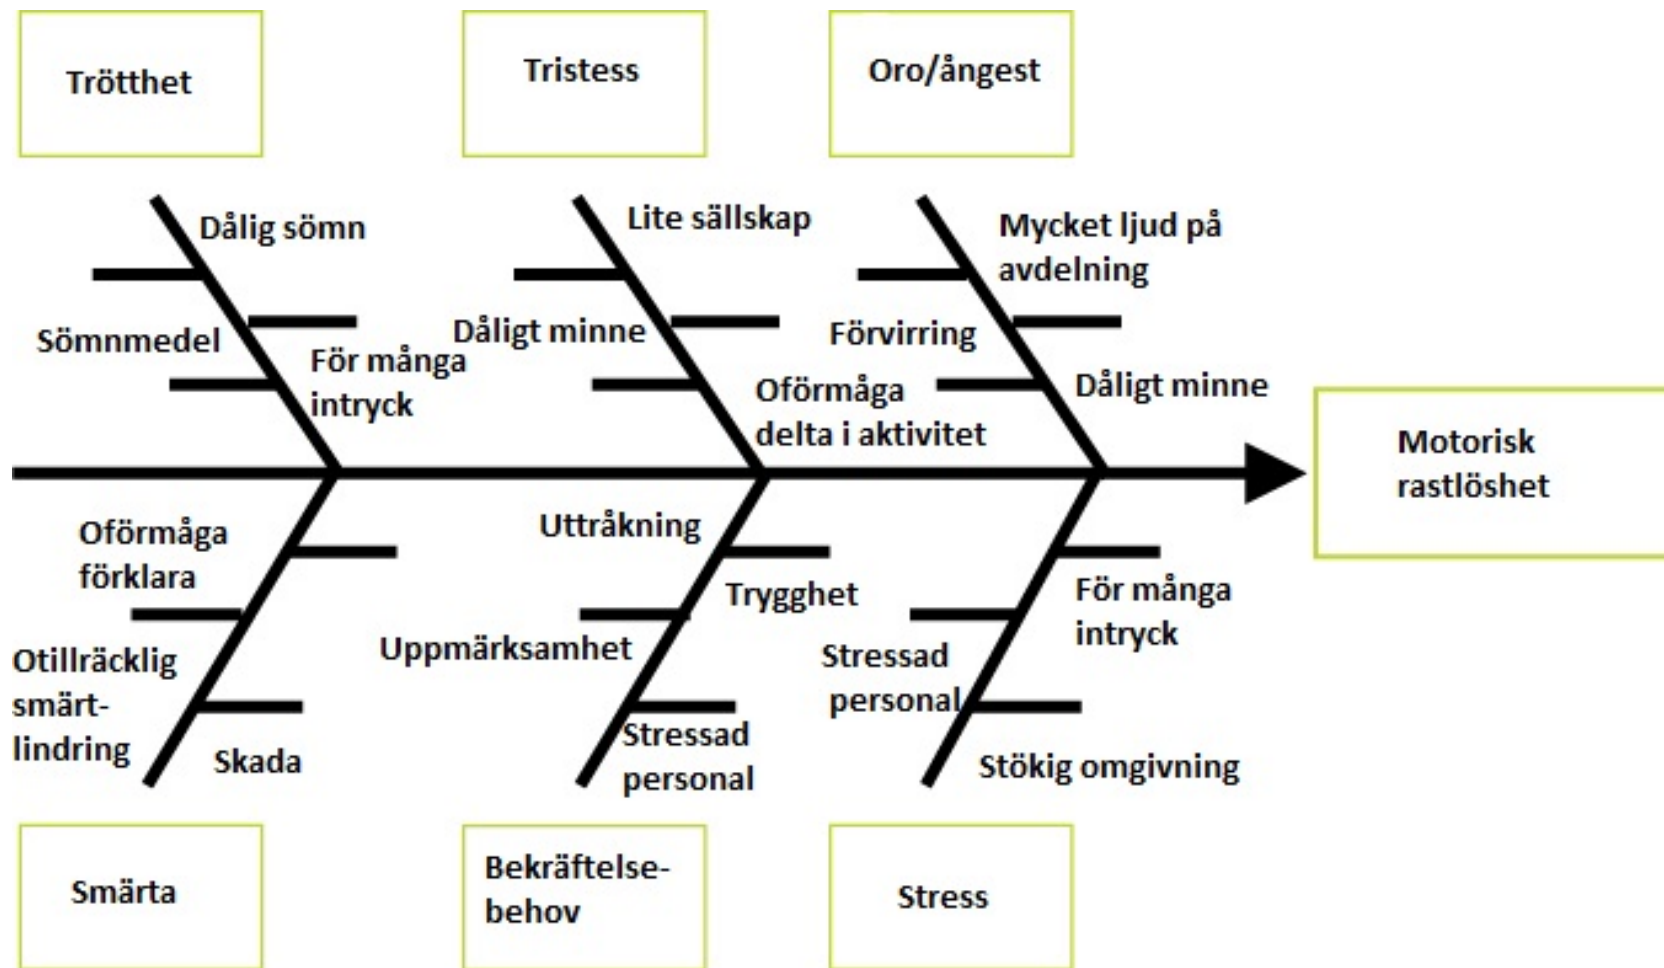 Trötthet
Tristess
Oro/ångest
Dålig sömn
Sömnmedel
För många
intryck
Lite sällskap
Dåligt minne
Oförmåga
delta i aktivitet
Mycket ljud på
avdelning
Förvirring
Dåligt minne
Motorisk
rastlöshet
Oförmåga
förklara
Otillräcklig
smärt-
lindring
Skada
Uttråkning
Trygghet
Uppmärksamhet
Stressad
personal
För många
intryck
Stressad
personal
Stökig omgivning
Smärta
Bekräftelse-
behov
Stress